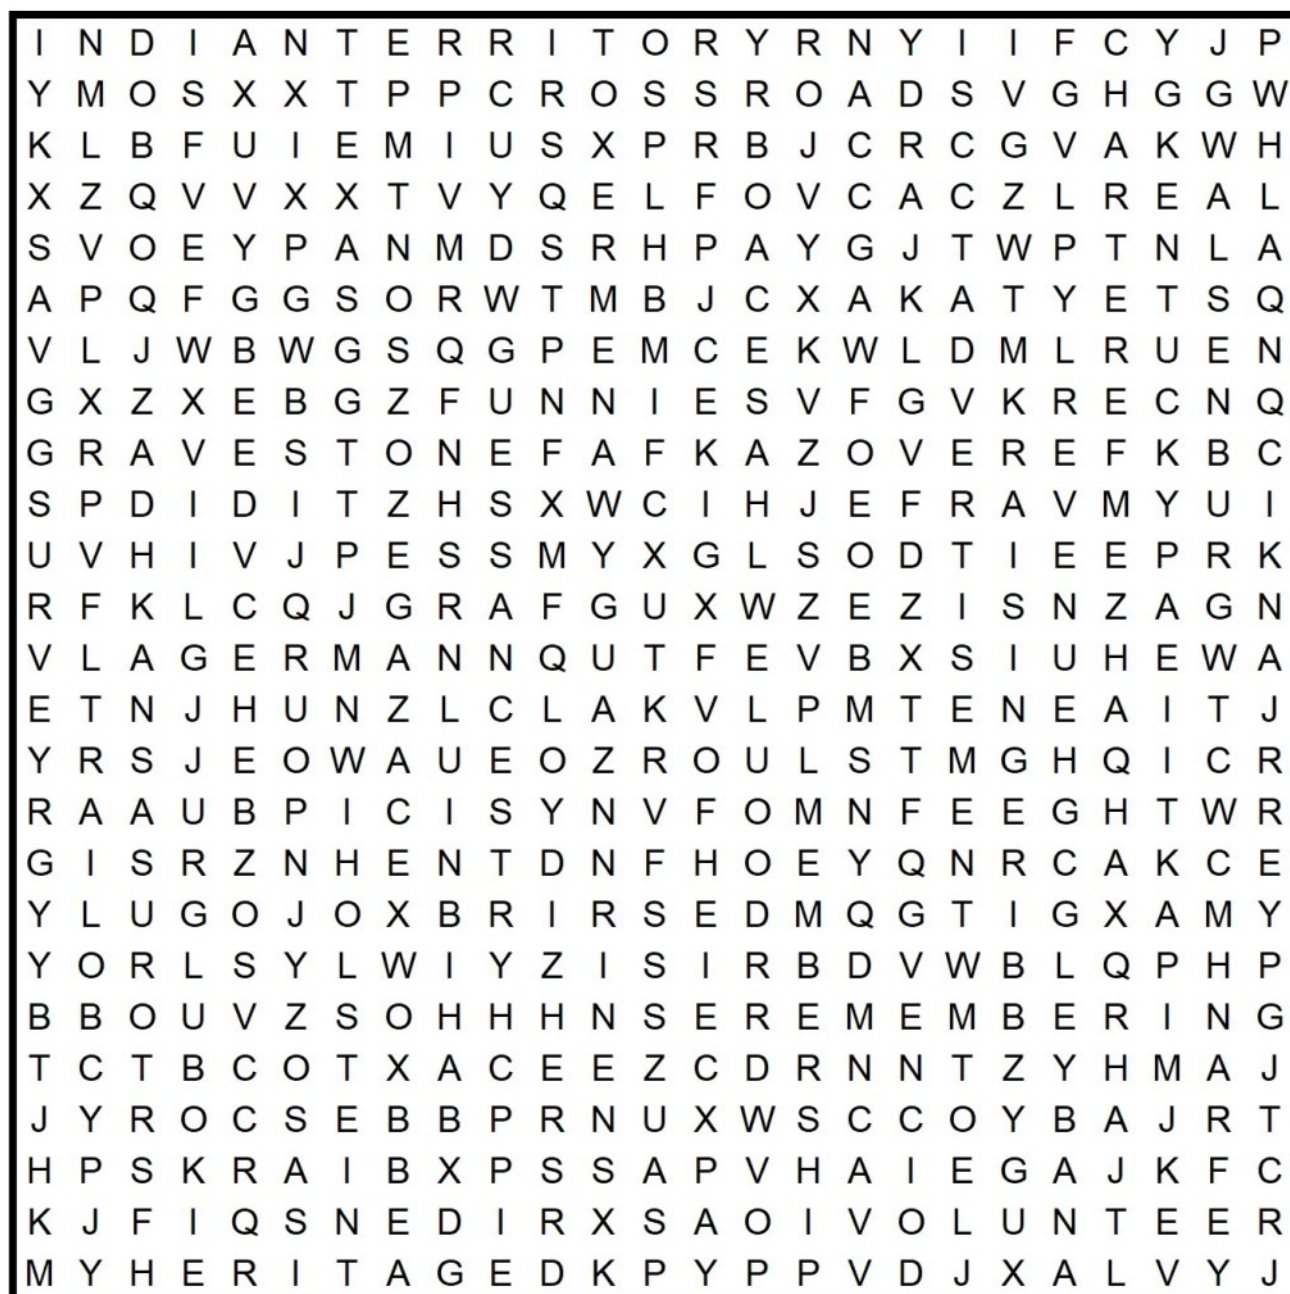 I N D I A N T E R R I T O R Y R N Y I I F C Y J P
Y M O S X X T P P C R O S S R O A D S V G H G G W
K L B F U I E M I U S X P R B J C R C G V A K W H
X Z Q V V X X T V Y Q E L F O V C A C Z L R E A L
S V O E Y P A N M D S R H P A Y G J T W P T N L A
A P Q F G G S O R W T M B J C X A K A T Y E T S Q
V L J W B W G S Q G P E M C E K W L D M L R U E N
G X Z X E B G Z F U N N I E S V F G V K R E C N Q
G R A V E S T O N E F A F K A Z O V E R E F K B C
S P D I D I T Z H S X W C I H J E F R A V M Y U I
U V H I V J P E S S M Y X G L S O D T I E E P R K
R F K L C Q J G R A F G U X W Z E Z I S N Z A G N
V L A G E R M A N N Q U T F E V B X S I U H E W A
E T N J H U N Z L C L A K V L P M T E N E A I T J
Y R S J E O W A U E O Z R O U L S T M G H Q I C R
R A A U B P I C I S Y N V F O M N F E E G H T W R
G I S R Z N H E N T D N F H O E Y Q N R C A K C E
Y L U G O J O X B R I R S E D M Q G T I G X A M Y
Y O R L S Y L W I Y Z I S I R B D V W B L Q P H P
B B O U V Z S O H H H N S E R E M E M B E R I N G
T C T B C O T X A C E E Z C D R N N T Z Y H M A J
J Y R O C S E B B P R N U X W S C C O Y B A J R T
H P S K R A I B X P S S A P V H A I E G A J K F C
K J F I Q S N E D I R X S A O I V O L U N T E E R
M Y H E R I T A G E D K P Y P P V D J X A L V Y J